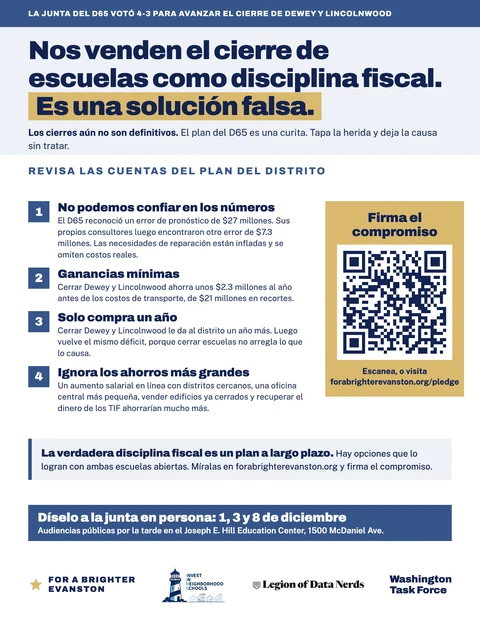 LA JUNTA DEL D65 VOTÓ 4-3 PARA AVANZAR EL CIERRE DE DEWEY Y LINCOLNWOOD
Nos venden el cierre de
escuelas como disciplina fiscal.
Es una solución falsa.
Los cierres aún no son definitivos. El plan del D65 es una curita. Tapa la herida y deja la causa
sin tratar.
REVISA LAS CUENTAS DEL PLAN DEL DISTRITO
1
No podemos confiar en los números
El D65 reconoció un error de pronóstico de $27 millones. Sus
propios consultores luego encontraron otro error de $7.3
millones. Las necesidades de reparación están infladas y se
omiten costos reales.
2
Ganancias mínimas
Cerrar Dewey y Lincolnwood ahorra unos $2.3 millones al año
antes de los costos de transporte, de $21 millones en recortes.
3
Solo compra un año
Cerrar Dewey y Lincolnwood le da al distrito un año más. Luego
vuelve el mismo déficit, porque cerrar escuelas no arregla lo que
lo causa.
4
Ignora los ahorros más grandes
Un aumento salarial en línea con distritos cercanos, una oficina
central más pequeña, vender edificios ya cerrados y recuperar el
dinero de los TIF ahorrarían mucho más.
Firma el
compromiso
Escanea, o visita
forabrighterevanston.org/pledge
La verdadera disciplina fiscal es un plan a largo plazo. Hay opciones que lo
logran con ambas escuelas abiertas. Míralas en forabrighterevanston.org y firma el compromiso.
Díselo a la junta en persona: 1, 3 y 8 de diciembre
Audiencias públicas por la tarde en el Joseph E. Hill Education Center, 1500 McDaniel Ave.
FOR A BRIGHTER
EVANSTON
INVEST
IN
NEIGHBORHOOD
SCHOOLS
Legion of Data Nerds
Washington
Task Force